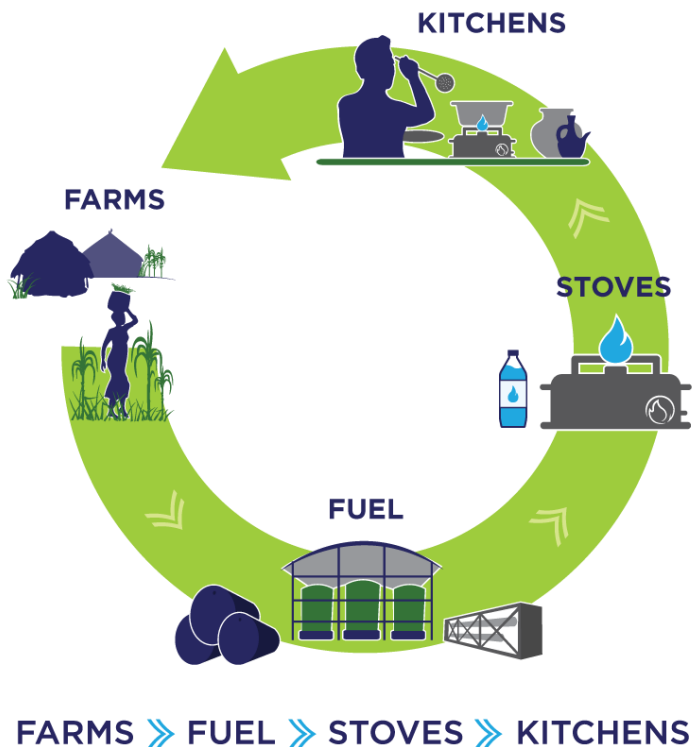 KITCHENS
FARMS
STOVES
FUEL
FARMS >> FUEL >> STOVES >> KITCHENS